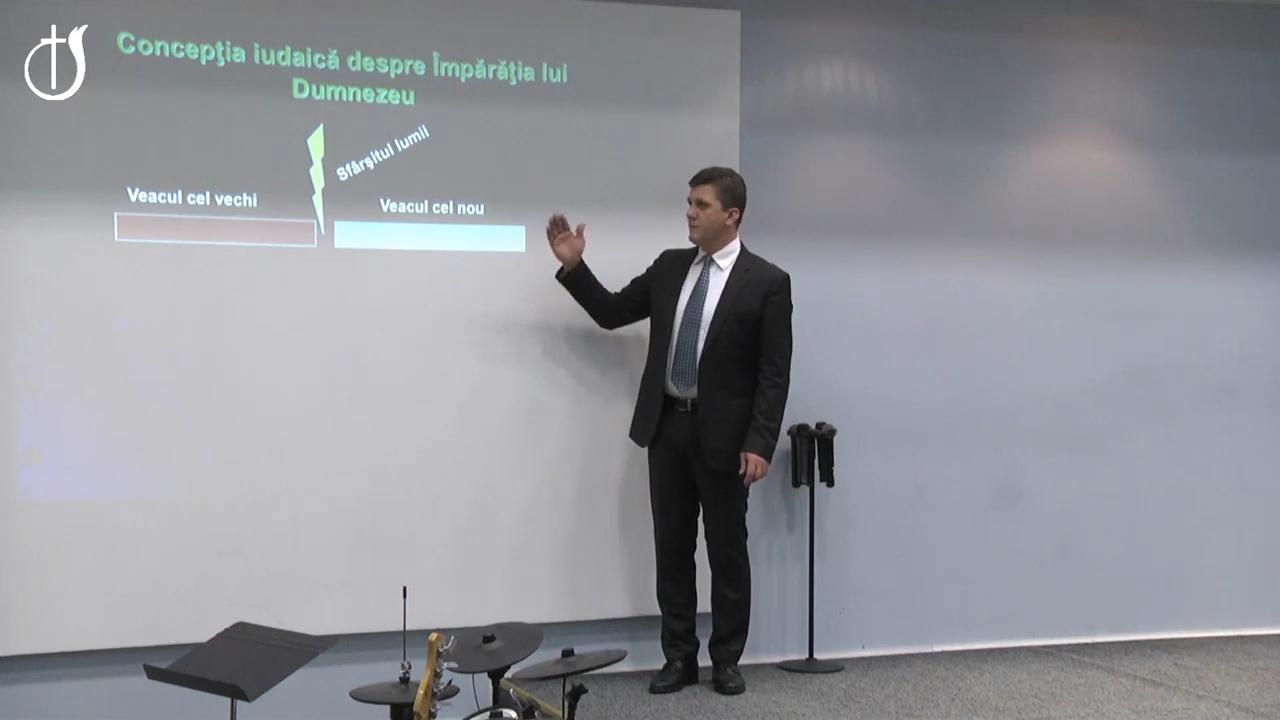 Concepţia iudaică despre Împărăţia lui
Dumnezeu
Sfârşitul lumii
Veacul cel vechi
Veacul cel nou